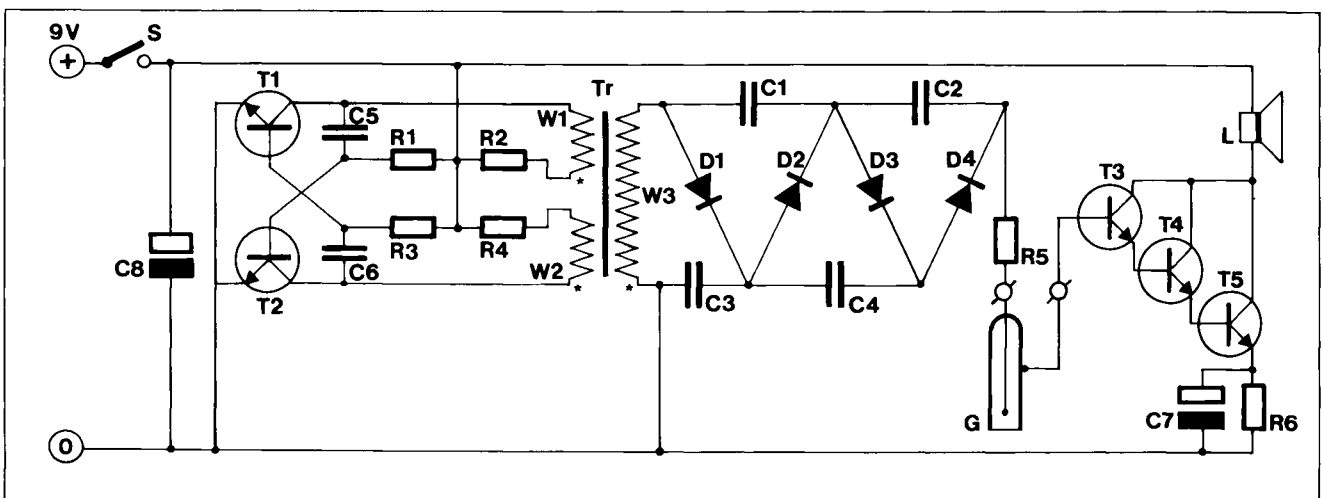 9V
+
S
T1
C5
R1
R2
W1
Tr
*
C1
C2
D1
D2
D3
D4
W3
L
T3
T4
T5
C8
T2
C6
R3
R4
W2
*
*
C3
C4
R5
G
C7
R6
0